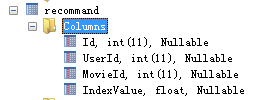 recommand
Columns
Id, int(11), Nullable
UserId, int(11), Nullable
MovieId, int(11), Nullable
IndexValue, float, Nullable